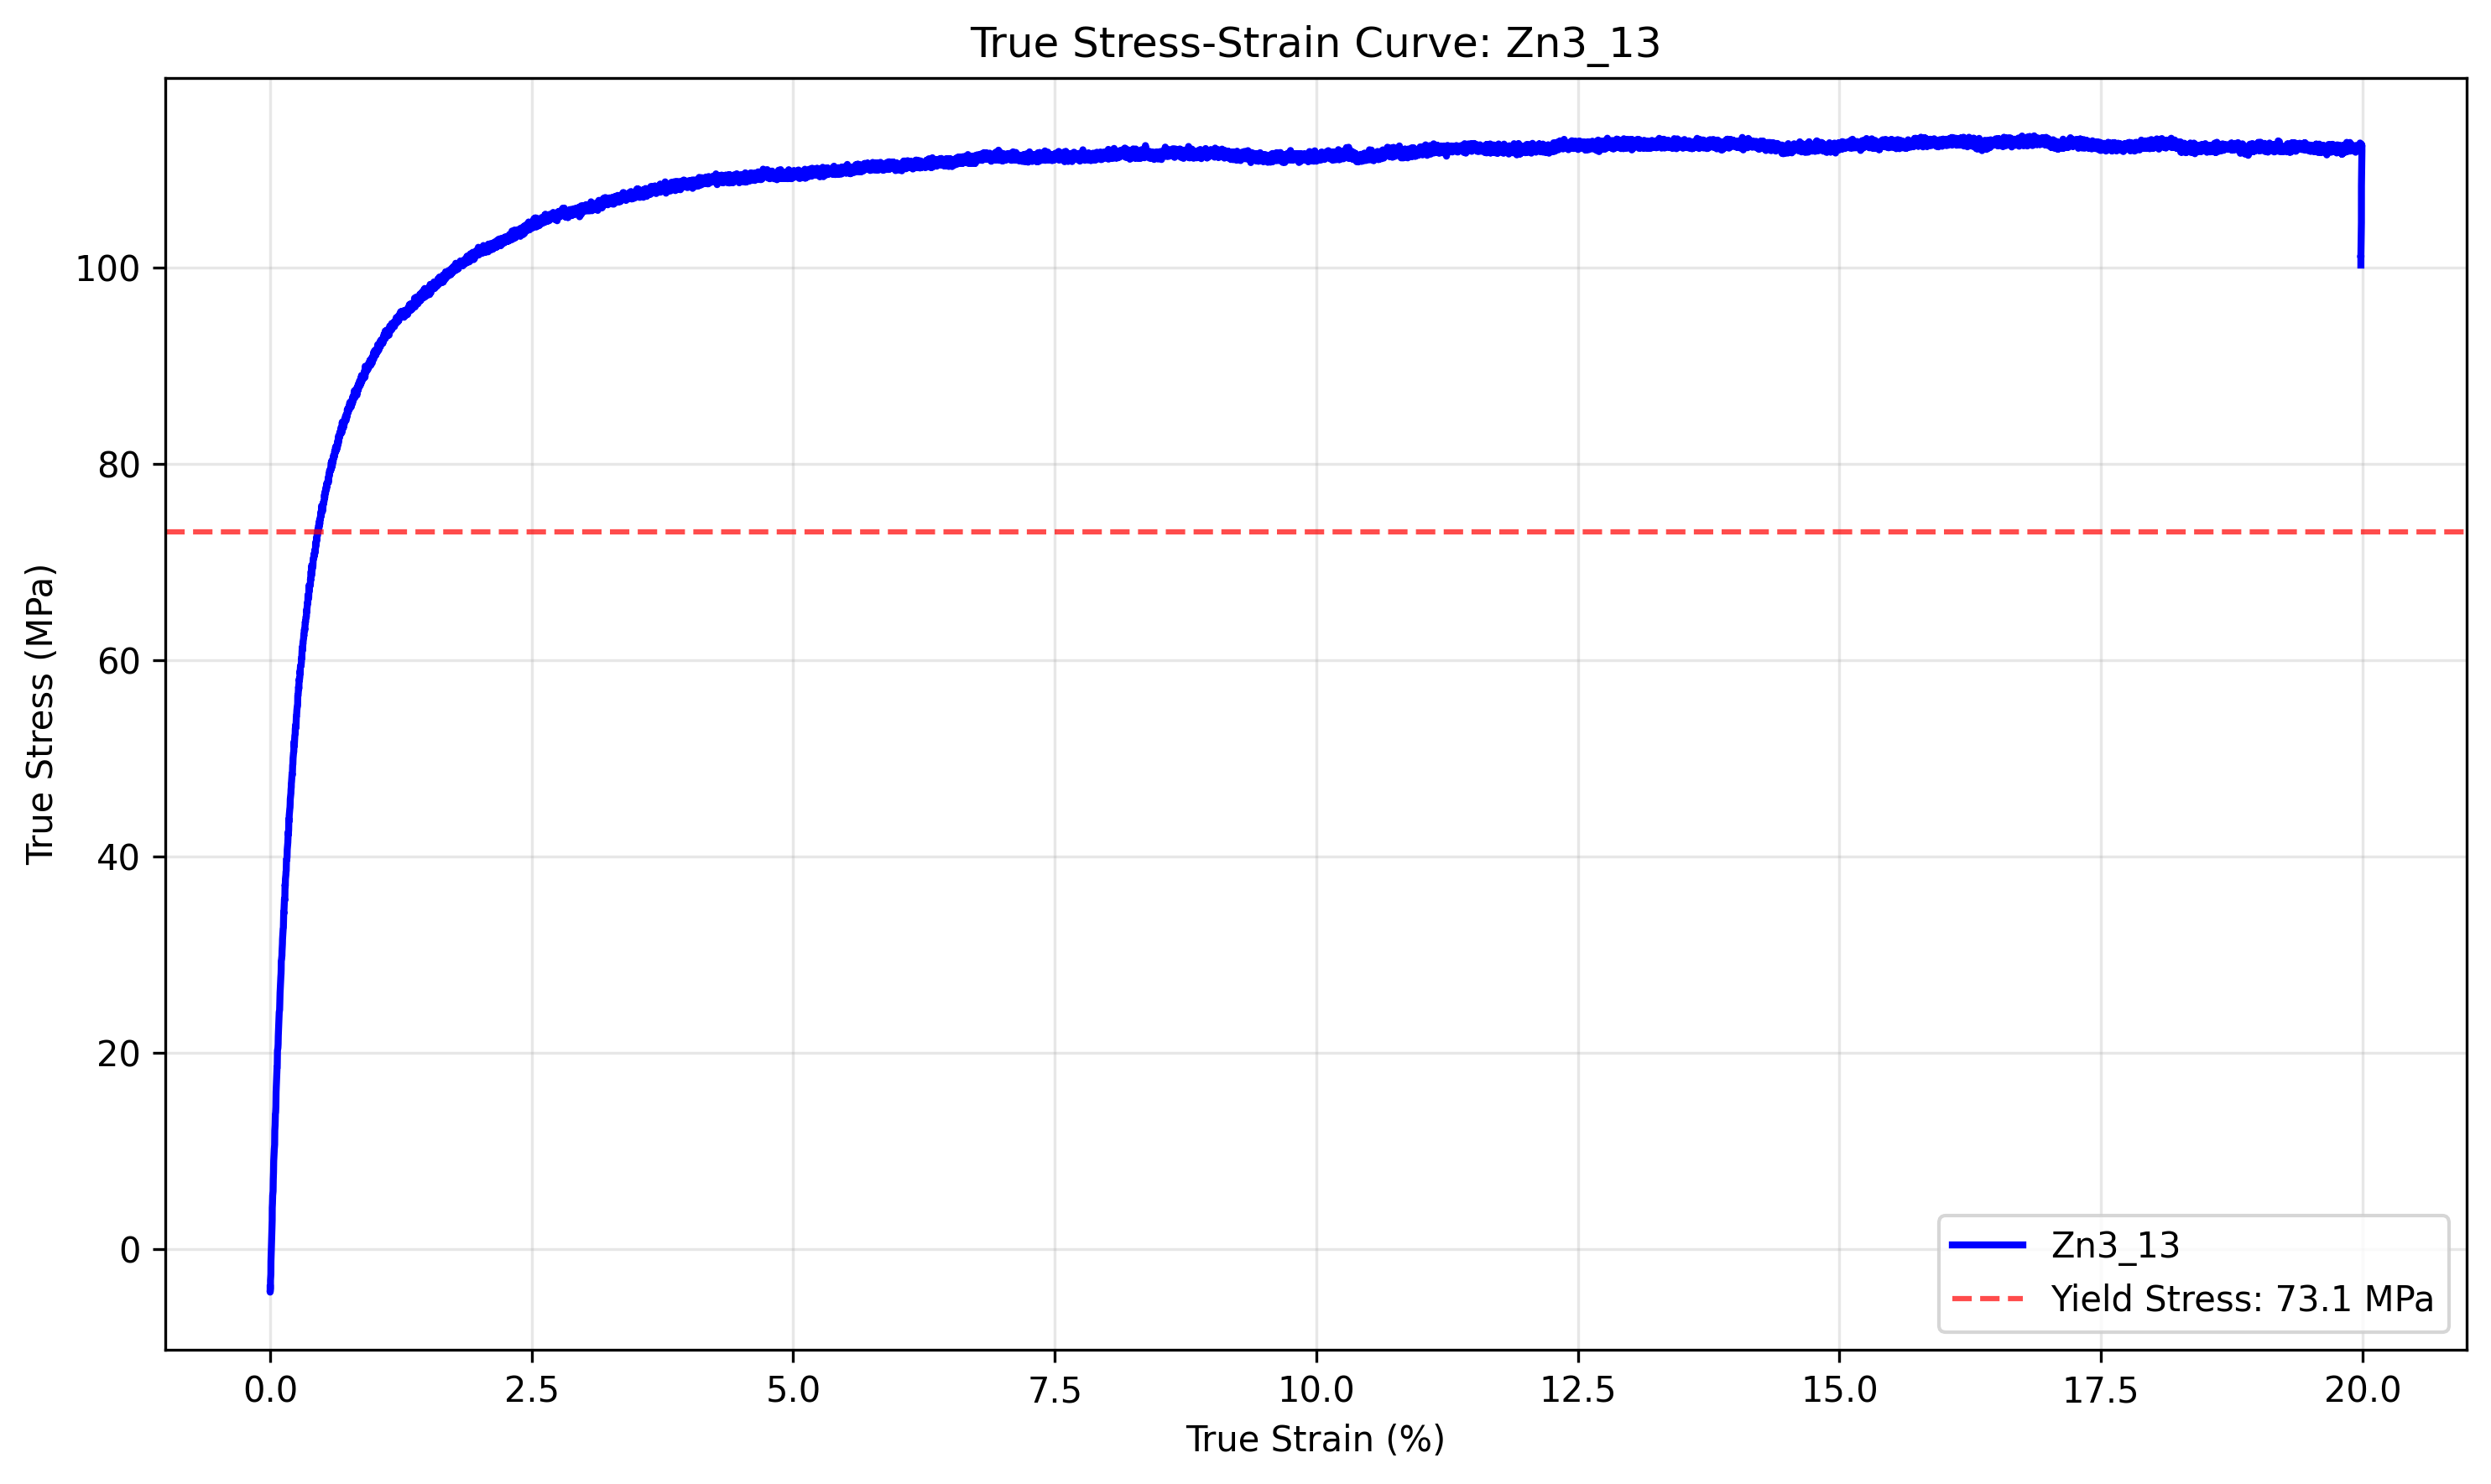 True Stress-Strain Curve: Zn3_13
True Stress (MPa)
100
80
60
40
20
0
Zn3_13
Yield Stress: 73.1 MPa
0.0 2.5 5.0 7.5 10.0 12.5 15.0 17.5 20.0
True Strain (%)